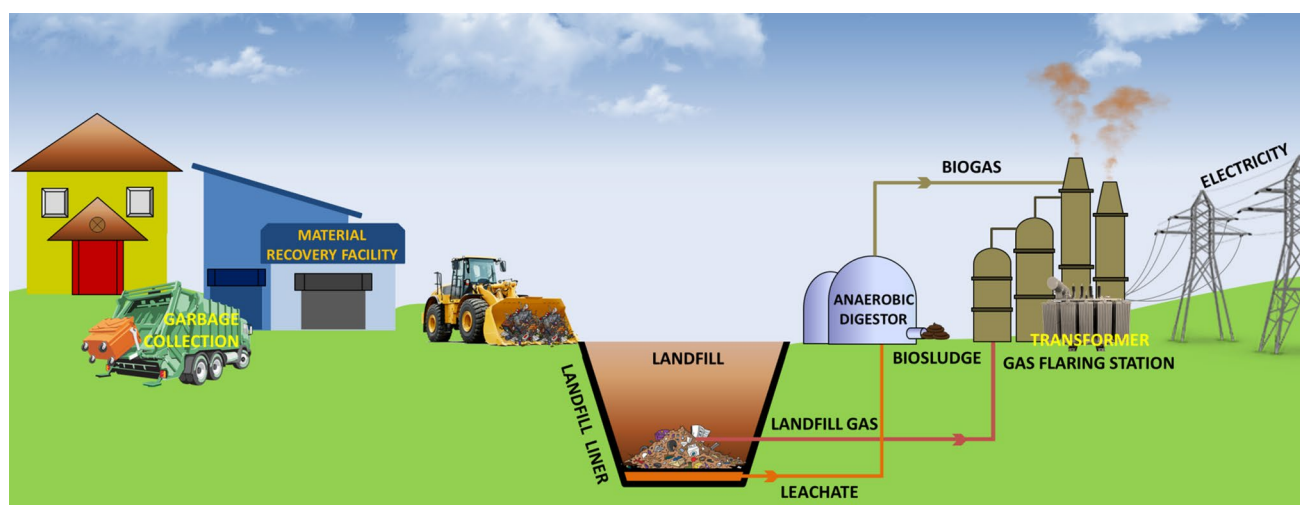 GARBAGE
COLLECTION
MATERIAL
RECOVERY FACILITY
LANDFILL
LANDFILL LINER
LANDFILL GAS
LEACHATE
ANAEROBIC
DIGESTOR
BIOSLUDGE
BIOGAS
TRANSFORMER
GAS FLARING STATION
ELECTRICITY